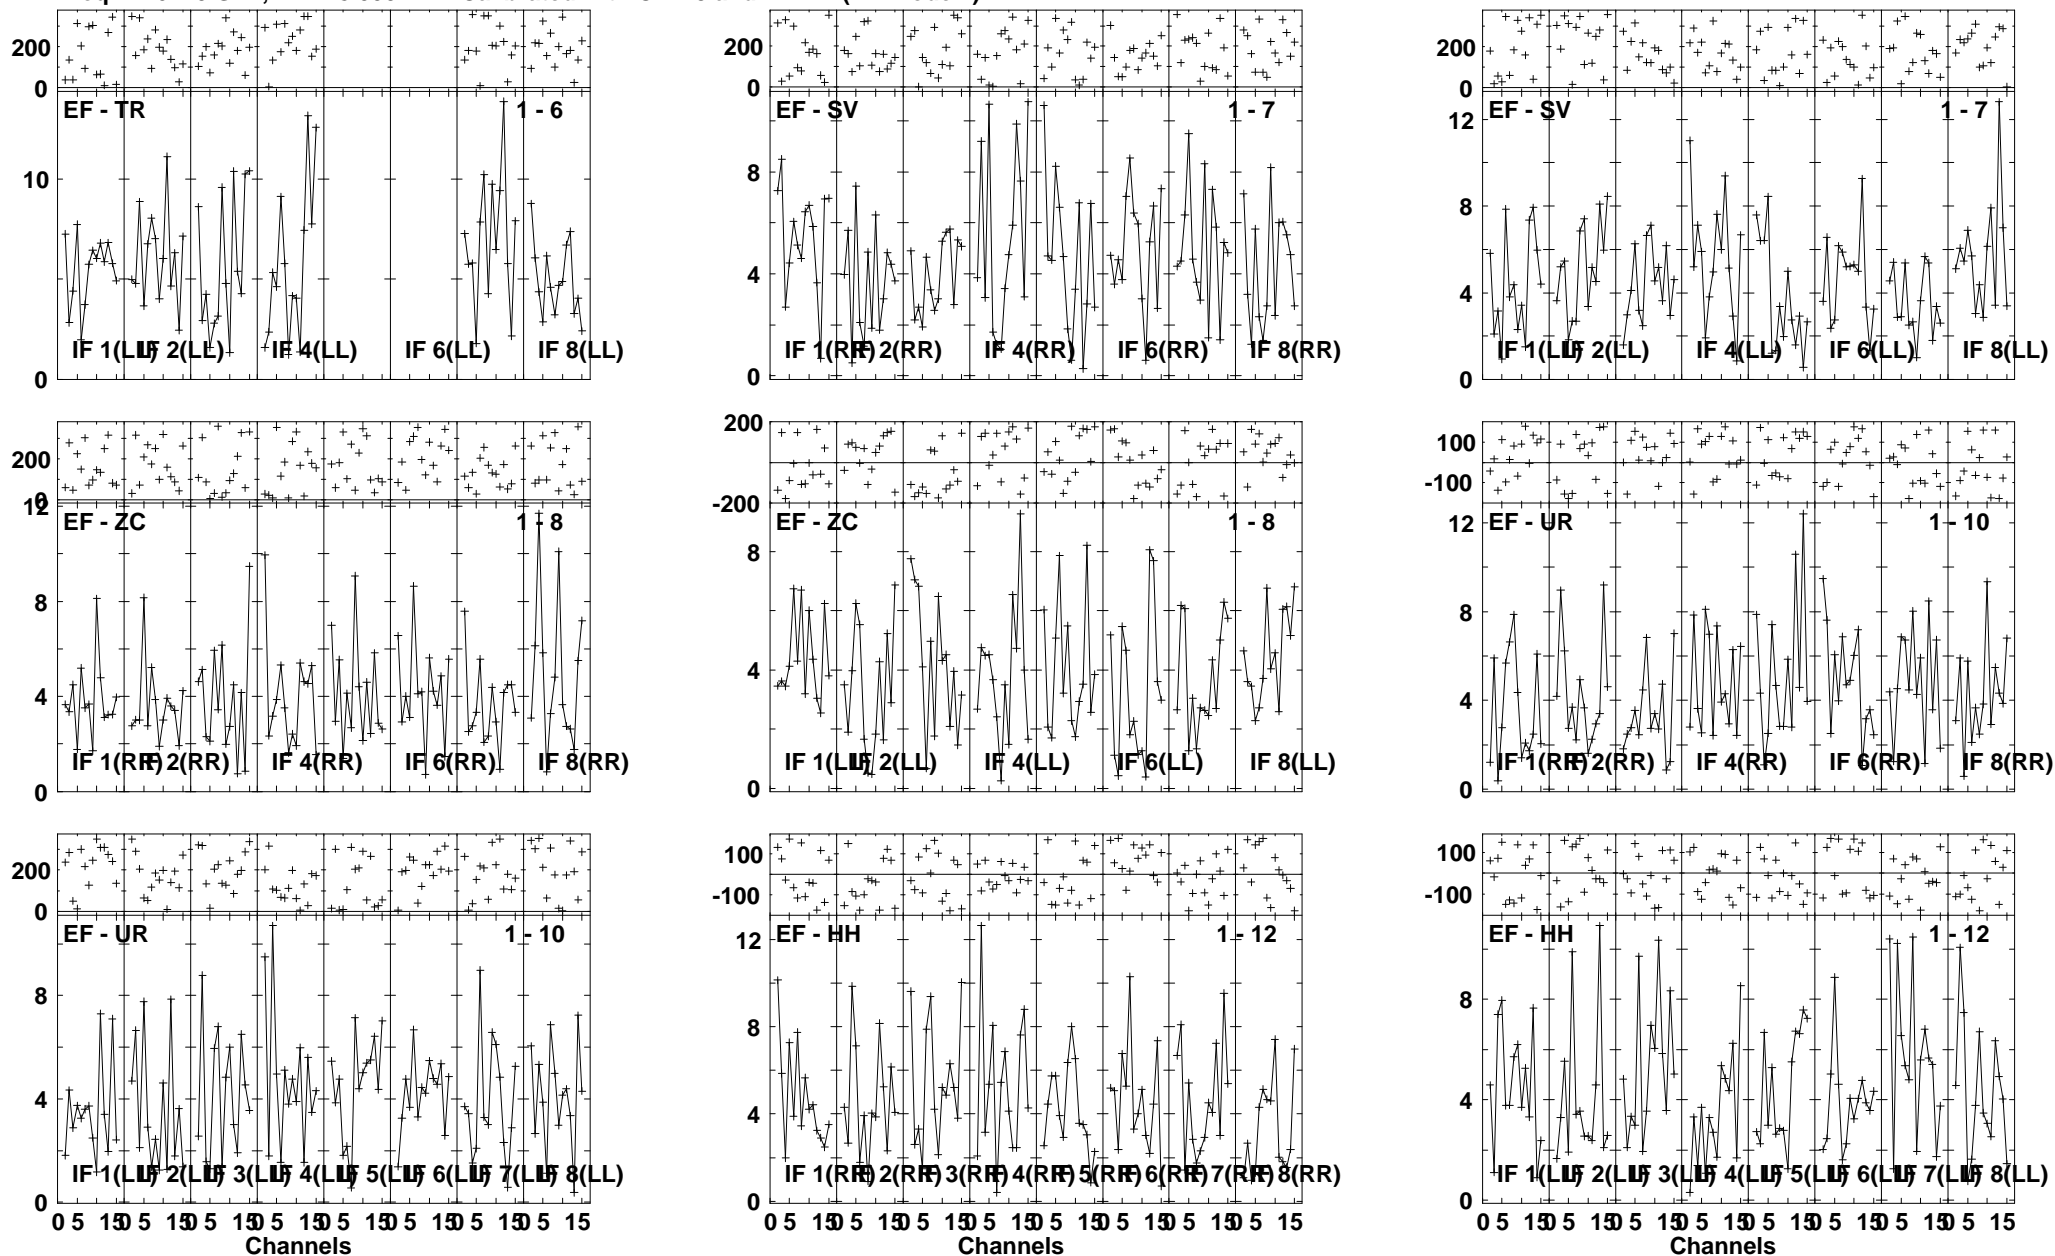 200
0
EF - TR 1 - 6
10
0
IF 1(LL) IF 2(LL) IF 4(LL) IF 6(LL) IF 8(LL)
200
0
EF - SV 1 - 7
8
4
0
IF 1(RR) IF 2(RR) IF 4(RR) IF 6(RR) IF 8(RR)
200
0
EF - SV 1 - 7
12
8
4
0
IF 1(LL) IF 2(LL) IF 4(LL) IF 6(LL) IF 8(LL)
200
0
12
EF - ZC 1 - 8
8
4
0
IF 1(RR) IF 2(RR) IF 4(RR) IF 6(RR) IF 8(RR)
200
0
-200
EF - ZC 1 - 8
8
4
0
IF 1(LL) IF 2(LL) IF 4(LL) IF 6(LL) IF 8(LL)
100
-100
EF - UR 1 - 10
12
8
4
0
IF 1(RR) IF 2(RR) IF 4(RR) IF 6(RR) IF 8(RR)
200
0
EF - UR 1 - 10
8
4
0
IF 1(LL) IF 2(LL) IF 3(LL) IF 4(LL) IF 5(LL) IF 6(LL) IF 7(LL) IF 8(LL)
0 5 15 0 5 15 0 5 15 0 5 15 0 5 15 0 5 15 0 5 15 0 5 15
Channels
100
-100
EF - HH 1 - 12
12
8
4
0
IF 1(RR) IF 2(RR) IF 3(RR) IF 4(RR) IF 5(RR) IF 6(RR) IF 7(RR) IF 8(RR)
0 5 15 0 5 15 0 5 15 0 5 15 0 5 15 0 5 15 0 5 15 0 5 15
Channels
100
-100
EF - HH 1 - 12
8
4
0
IF 1(LL) IF 2(LL) IF 3(LL) IF 4(LL) IF 5(LL) IF 6(LL) IF 7(LL) IF 8(LL)
0 5 15 0 5 15 0 5 15 0 5 15 0 5 15 0 5 15 0 5 15 0 5 15
Channels